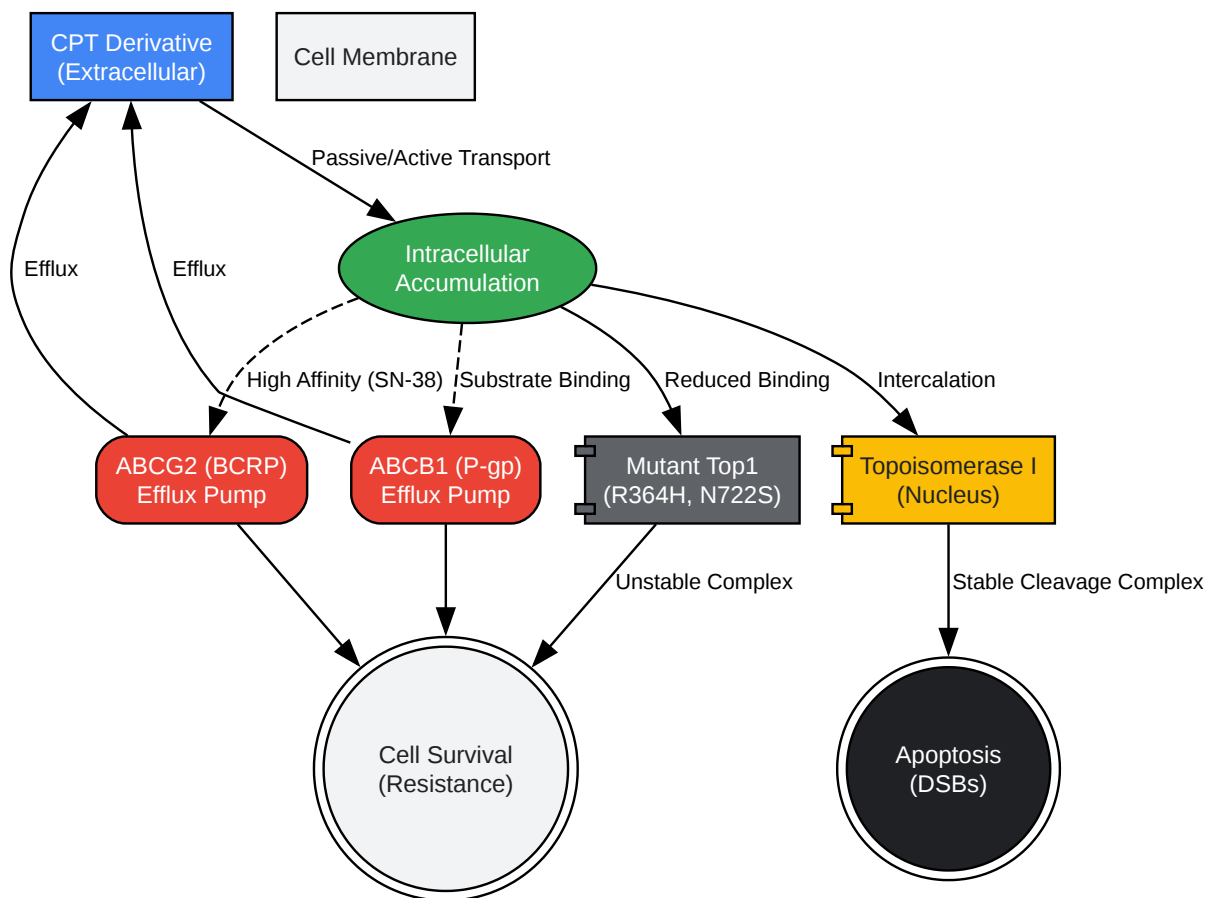 CPT Derivative
(Extracellular)
Cell Membrane
Passive/Active Transport
Efflux
Efflux
Intracellular
Accumulation
High Affinity (SN-38)
Substrate Binding
Reduced Binding
Intercalation
ABCG2 (BCRP)
Efflux Pump
ABCB1 (P-gp)
Efflux Pump
Mutant Top1
(R364H, N722S)
Topoisomerase I
(Nucleus)
Unstable Complex
Stable Cleavage Complex
Cell Survival
(Resistance)
Apoptosis
(DSBs)